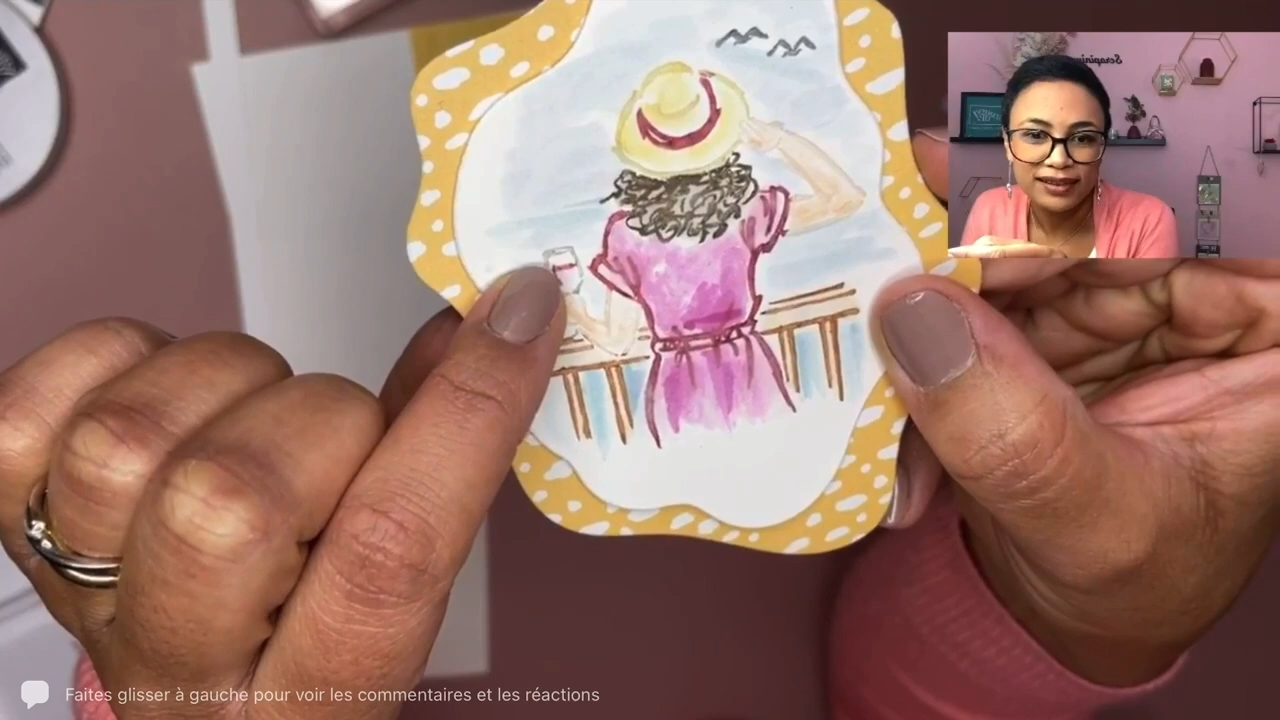 Faites glisser à gauche pour voir les commentaires et les réactions